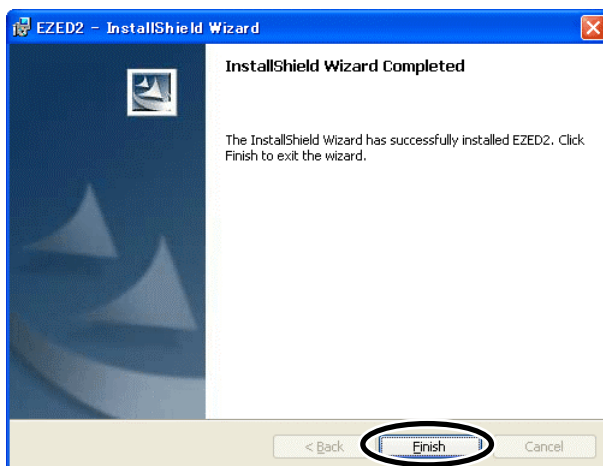 EZED2 - InstallShield Wizard
InstallShield Wizard Completed
The InstallShield Wizard has successfully installed EZED2. Click
Finish to exit the wizard.
< Back
Finish
Cancel